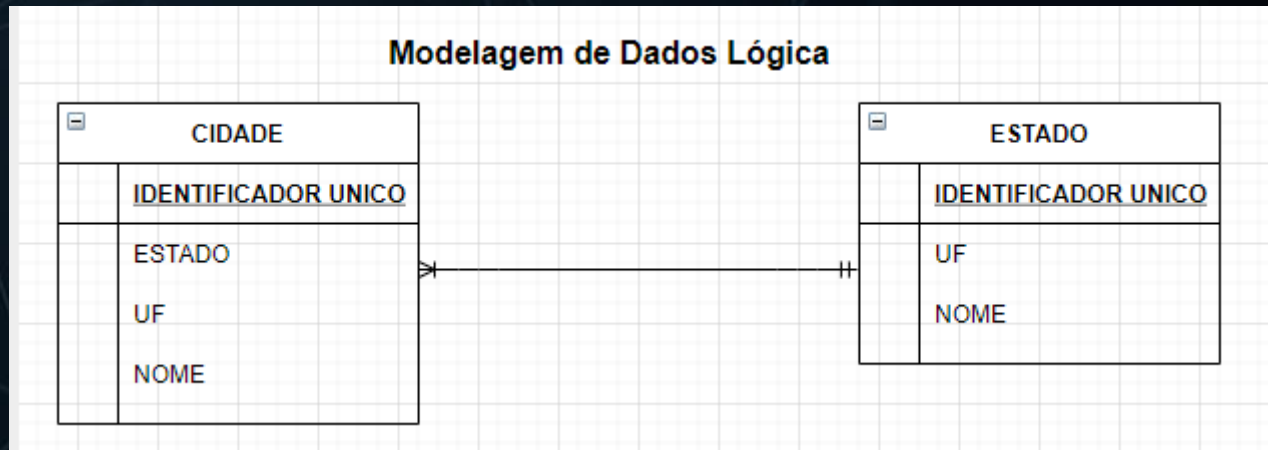 Modelagem de Dados Lógica
CIDADE
IDENTIFICADOR UNICO
ESTADO
UF
NOME
ESTADO
IDENTIFICADOR UNICO
UF
NOME